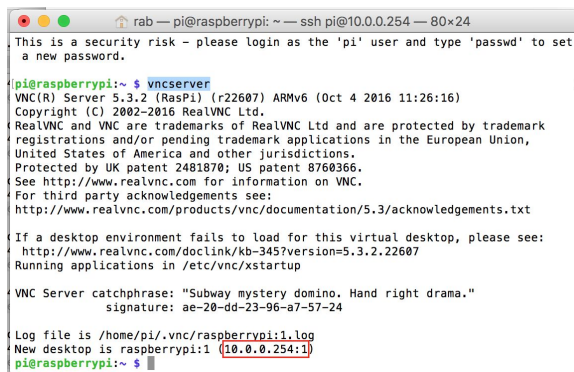 rab — pi@raspberrypi: ~ — ssh pi@10.0.0.254 — 80×24
This is a security risk - please login as the 'pi' user and type 'passwd' to set
a new password.
pi@raspberrypi:~ $ vncserver
VNC(R) Server 5.3.2 (RasPi) (r22607) ARMv6 (Oct 4 2016 11:26:16)
Copyright (C) 2002-2016 RealVNC Ltd.
RealVNC and VNC are trademarks of RealVNC Ltd and are protected by trademark
registrations and/or pending trademark applications in the European Union,
United States of America and other jurisdictions.
Protected by UK patent 2481870; US patent 8760366.
See http://www.realvnc.com for information on VNC.
For third party acknowledgements see:
http://www.realvnc.com/products/vnc/documentation/5.3/acknowledgements.txt
If a desktop environment fails to load for this virtual desktop, please see:
http://www.realvnc.com/doclink/kb-345?version=5.3.2.22607
Running applications in /etc/vnc/xstartup
VNC Server catchphrase: "Subway mystery domino. Hand right drama."
signature: ae-20-dd-23-96-a7-57-24
Log file is /home/pi/.vnc/raspberrypi:1.log
New desktop is raspberrypi:1 (10.0.0.254:1)
pi@raspberrypi:~ $